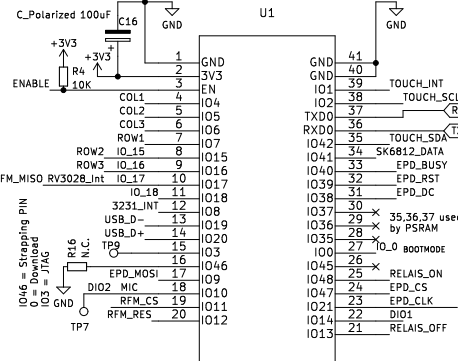 C_Polarized 100uF
C16
GND
U1
GND
+3V3
+3V3
R4
10K
ENABLE
1 GND
2 3V3
3 EN
COL1 4 IO4
COL2 5 IO5
COL3 6 IO6
ROW1 7 IO7
ROW2 IO_15 8 IO15
ROW3 IO_16 9 IO16
FM_MISO RV3028_Int IO_17 10 IO17
IO_18 11 IO18
3231_INT 12 IO8
USB_D- 13 IO19
USB_D+ 14 IO20
TP9 15 IO3
R16 N.C. 16 IO46
EPD_MOSI 17 IO9
DIO2 MIC 18 IO10
RFM_CS 19 IO11
RFM_RES 20 IO12
GND
TP7
IO46 = Strapping PIN
0 = Download
IO3 = JTAG
GND 41
GND 40
IO1 39 TOUCH_INT
IO2 38 TOUCH_SCL
TXD0 37 R
RXD0 36
IO42 35 TOUCH_SDA
IO41 34 SK6812_DATA
IO40 33 EPD_BUSY
IO39 32 EPD_RST
IO38 31 EPD_DC
IO37 30
IO36 29
IO35 28
35,36,37 used
by PSRAM
IO0 27 IO_0 BOOTMODE
IO45 26
IO48 25 RELAIS_ON
IO47 24 EPD_CS
IO21 23 EPD_CLK
IO14 22 DIO1
IO13 21 RELAIS_OFF